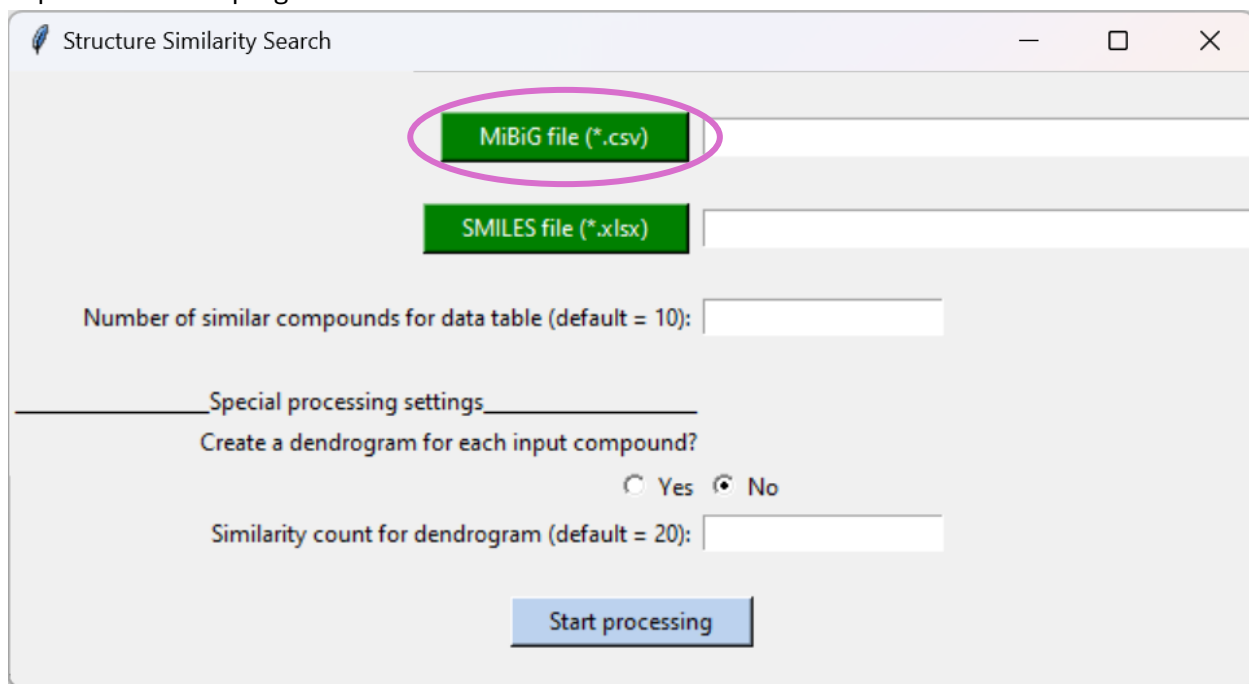 Structure Similarity Search
MiBiG file (*.csv)
SMILES file (*.xlsx)
Number of similar compounds for data table (default = 10):
Special processing settings
Create a dendrogram for each input compound?
Yes No
Similarity count for dendrogram (default = 20):
Start processing